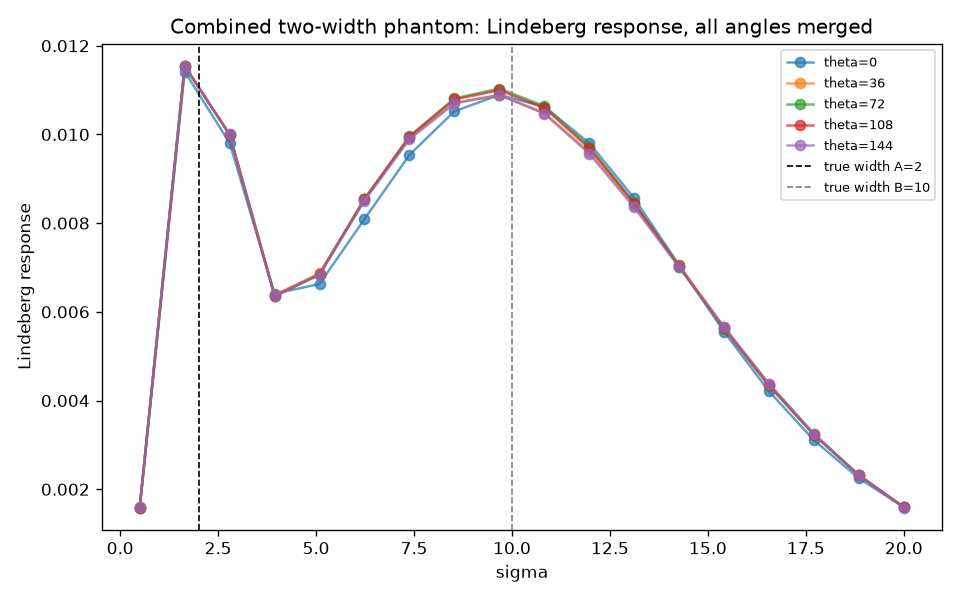 Combined two-width phantom: Lindeberg response, all angles merged
0.012
0.010
0.008
0.006
0.004
0.002
Lindeberg response
theta=0
theta=36
theta=72
theta=108
theta=144
true width A=2
true width B=10
0.0 2.5 5.0 7.5 10.0 12.5 15.0 17.5 20.0
sigma